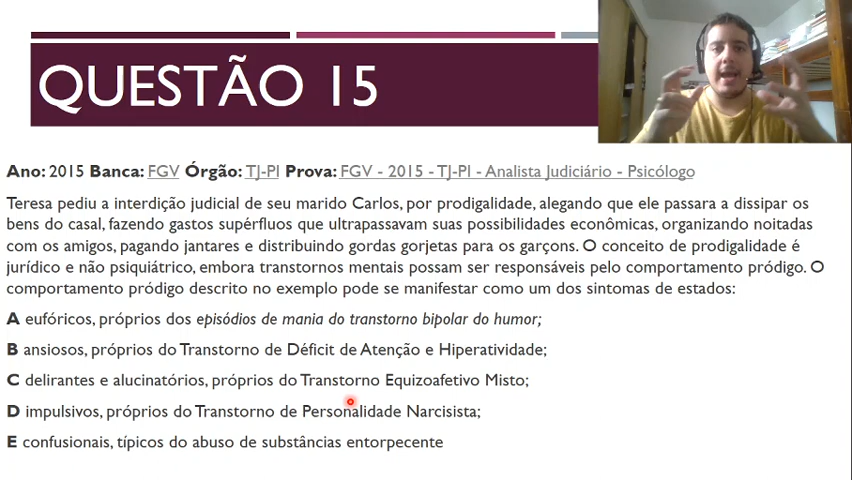 QUESTÃO 15
Ano: 2015 Banca: FGV Órgão: TJ-PI Prova: FGV - 2015 - TJ-PI - Analista Judiciário - Psicólogo
Teresa pediu a interdição judicial de seu marido Carlos, por prodigalidade, alegando que ele passara a dissipar os
bens do casal, fazendo gastos supérfluos que ultrapassavam suas possibilidades econômicas, organizando noitadas
com os amigos, pagando jantares e distribuindo gordas gorjetas para os garçons. O conceito de prodigalidade é
jurídico e não psiquiátrico, embora transtornos mentais possam ser responsáveis pelo comportamento pródigo. O
comportamento pródigo descrito no exemplo pode se manifestar como um dos sintomas de estados:
A eufóricos, próprios dos episódios de mania do transtorno bipolar do humor;
B ansiosos, próprios do Transtorno de Déficit de Atenção e Hiperatividade;
C delirantes e alucinatórios, próprios do Transtorno Equizoafetivo Misto;
D impulsivos, próprios do Transtorno de Personalidade Narcisista;
E confusionais, típicos do abuso de substâncias entorpecente